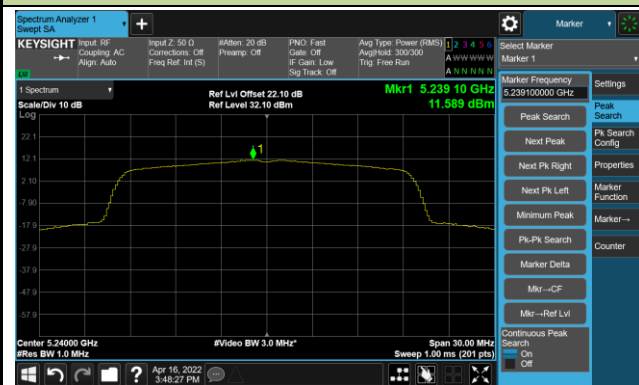 Spectrum Analyzer 1
Swept SA
+
Marker
KEYSIGHT
Input: RF
Coupling: AC
Align: Auto
Input Z: 50 Ω
Corrections: Off
Freq Ref: Int (S)
#Atten: 20 dB
Preamp: Off
PNO: Fast
Gate: Off
IF Gain: Low
Sig Track: Off
Avg Type: Power (RMS)
Avg|Hold: 300/300
Trig: Free Run
1 2 3 4 5 6
A W W W W W
A N N N N N
Select Marker
Marker 1
LXI
1 Spectrum
Scale/Div 10 dB
Log
Ref Lvl Offset 22.10 dB
Ref Level 32.10 dBm
Mkr1 5.239 10 GHz
11.589 dBm
1
22.1
12.1
2.10
-7.90
-17.9
-27.9
-37.9
-47.9
-57.9
Center 5.24000 GHz
#Res BW 1.0 MHz
#Video BW 3.0 MHz*
Span 30.00 MHz
Sweep 1.00 ms (201 pts)
Marker Frequency
5.239100000 GHz
Peak Search
Next Peak
Next Pk Right
Next Pk Left
Minimum Peak
Pk-Pk Search
Marker Delta
Mkr→CF
Mkr→Ref Lvl
Continuous Peak
Search
On
Off
Settings
Peak
Search
Pk Search
Config
Properties
Marker
Function
Marker→
Counter
?
Apr 16, 2022
3:48:27 PM